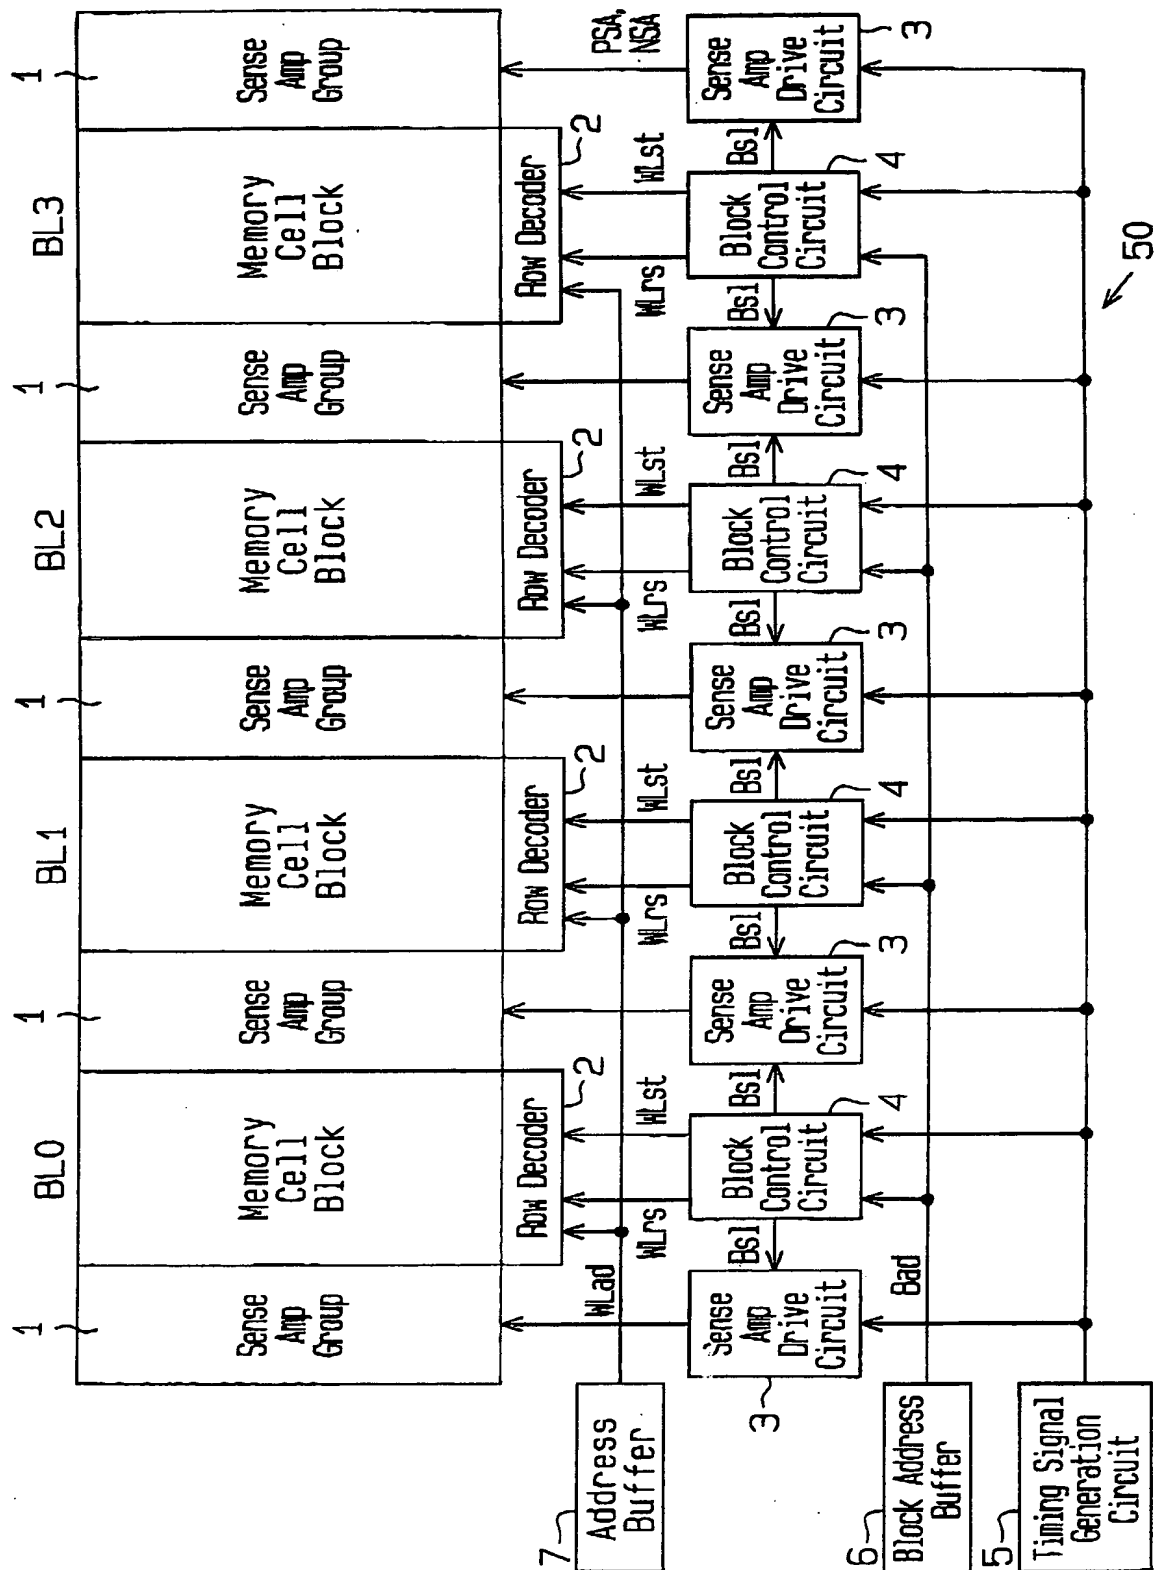 1
BL0
1
BL1
1
BL2
1
BL3
1
Sense
Amp
Group
Memory
Cell
Block
Sense
Amp
Group
Memory
Cell
Block
Sense
Amp
Group
Memory
Cell
Block
Sense
Amp
Group
Memory
Cell
Block
Sense
Amp
Group
Row Decoder
2
Row Decoder
2
Row Decoder
2
Row Decoder
2
7
Address
Buffer
WLad
WLrs
WLst
WLrs
WLst
WLrs
WLst
WLrs
WLst
PSA,
NSA
3
Sense
Amp
Drive
Circuit
Bsl
Block
Control
Circuit
4
Bsl
Sense
Amp
Drive
Circuit
3
Bsl
Block
Control
Circuit
4
Bsl
Sense
Amp
Drive
Circuit
3
Bsl
Block
Control
Circuit
4
Bsl
Sense
Amp
Drive
Circuit
3
Bsl
Block
Control
Circuit
4
Bsl
Sense
Amp
Drive
Circuit
3
6
Block Address
Buffer
Bad
5
Timing Signal
Generation
Circuit
50